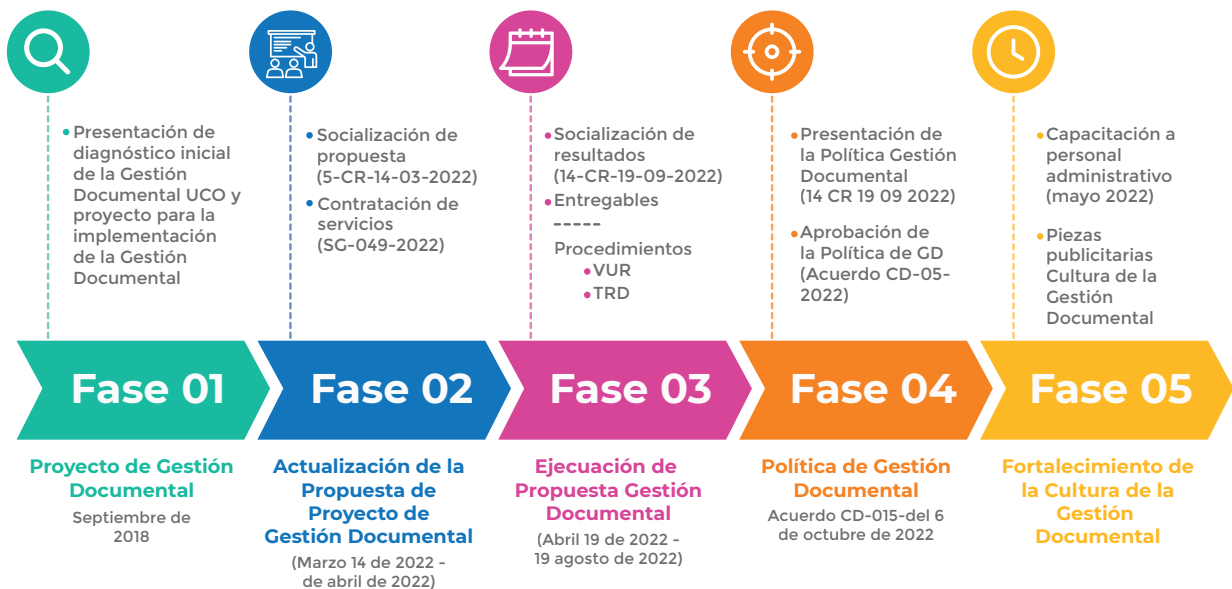 • Presentación de
diagnóstico inicial
de la Gestión
Documental UCO y
proyecto para la
implementación
de la Gestión
Documental
• Socialización de
propuesta
(5-CR-14-03-2022)
• Contratación de
servicios
(SG-049-2022)
• Socialización de
resultados
(14-CR-19-09-2022)
• Entregables
-----
Procedimientos
• VUR
• TRD
• Presentación de
la Política Gestión
Documental
(14 CR 19 09 2022)
• Aprobación de
la Política de GD
(Acuerdo CD-05-
2022)
• Capacitación a
personal
administrativo
(mayo 2022)
• Piezas
publicitarias
Cultura de la
Gestión
Documental
Fase 01
Fase 02
Fase 03
Fase 04
Fase 05
Proyecto de Gestión
Documental
Septiembre de
2018
Actualización de la
Propuesta de
Proyecto de
Gestión Documental
(Marzo 14 de 2022 -
de abril de 2022)
Ejecuación de
Propuesta Gestión
Documental
(Abril 19 de 2022 -
19 agosto de 2022)
Política de Gestión
Documental
Acuerdo CD-015-del 6
de octubre de 2022
Fortalecimiento de
la Cultura de la
Gestión
Documental